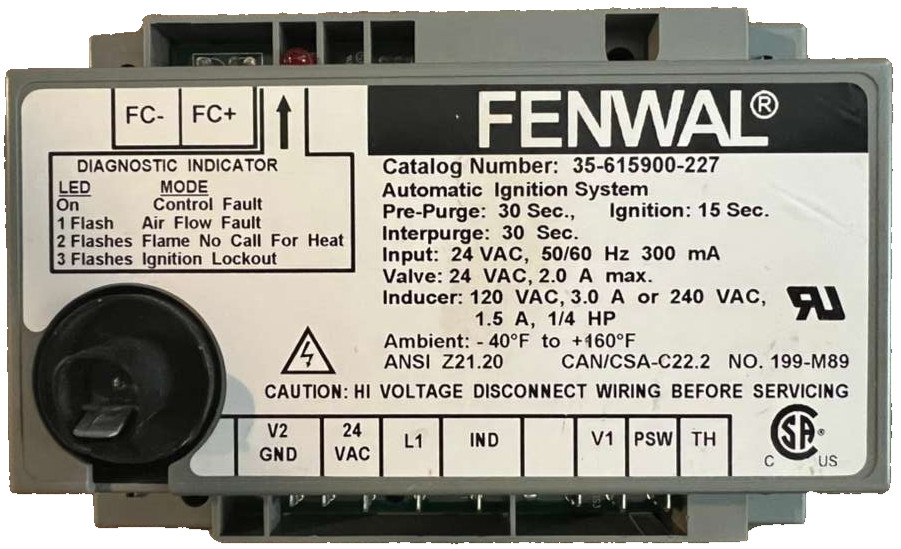 FC- FC+
FENWAL®
DIAGNOSTIC INDICATOR
LED MODE
On Control Fault
1 Flash Air Flow Fault
2 Flashes Flame No Call For Heat
3 Flashes Ignition Lockout
Catalog Number: 35-615900-227
Automatic Ignition System
Pre-Purge: 30 Sec., Ignition: 15 Sec.
Interpurge: 30 Sec.
Input: 24 VAC, 50/60 Hz 300 mA
Valve: 24 VAC, 2.0 A max.
Inducer: 120 VAC, 3.0 A or 240 VAC,
1.5 A, 1/4 HP
Ambient: - 40°F to +160°F
ANSI Z21.20 CAN/CSA-C22.2 NO. 199-M89
CAUTION: HI VOLTAGE DISCONNECT WIRING BEFORE SERVICING
V2 GND
24 VAC
L1
IND
V1
PSW
TH
SA®
C US